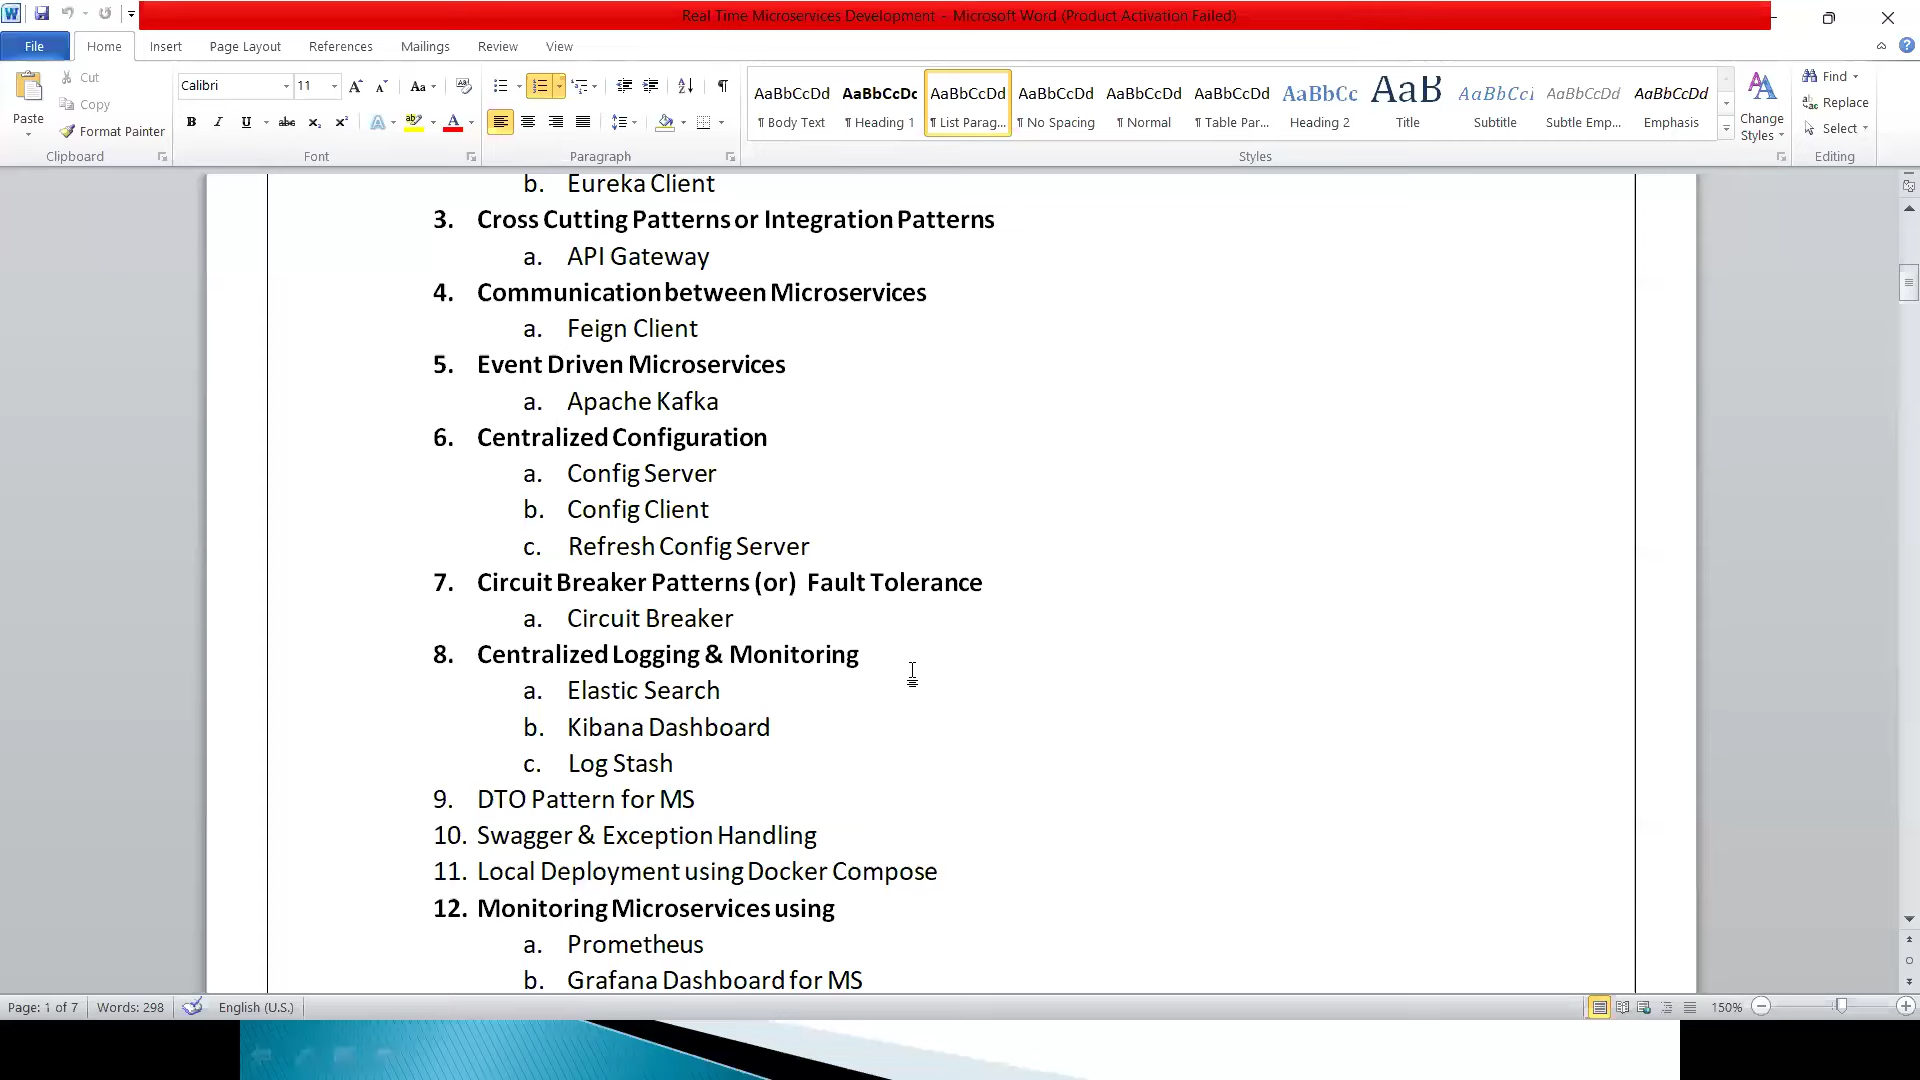 Real Time Microservices Development - Microsoft Word (Product Activation Failed)
File Home Insert Page Layout References Mailings Review View
Paste
Cut
Copy
Format Painter
Clipboard
Calibri 11
Font
Paragraph
AaBbCcDd AaBbCcDc AaBbCcDd AaBbCcDd AaBbCcDd AaBbCcDd AaBbCc AaB AaBbCcI AaBbCcDd AaBbCcDd
¶ Body Text ¶ Heading 1 ¶ List Parag... ¶ No Spacing ¶ Normal ¶ Table Par... Heading 2 Title Subtitle Subtle Emp... Emphasis
Change Styles
Styles
Find
Replace
Select
Editing
b. Eureka Client
3. Cross Cutting Patterns or Integration Patterns
a. API Gateway
4. Communication between Microservices
a. Feign Client
5. Event Driven Microservices
a. Apache Kafka
6. Centralized Configuration
a. Config Server
b. Config Client
c. Refresh Config Server
7. Circuit Breaker Patterns (or) Fault Tolerance
a. Circuit Breaker
8. Centralized Logging & Monitoring
a. Elastic Search
b. Kibana Dashboard
c. Log Stash
9. DTO Pattern for MS
10. Swagger & Exception Handling
11. Local Deployment using Docker Compose
12. Monitoring Microservices using
a. Prometheus
b. Grafana Dashboard for MS
Page: 1 of 7 Words: 298 English (U.S.) 150%